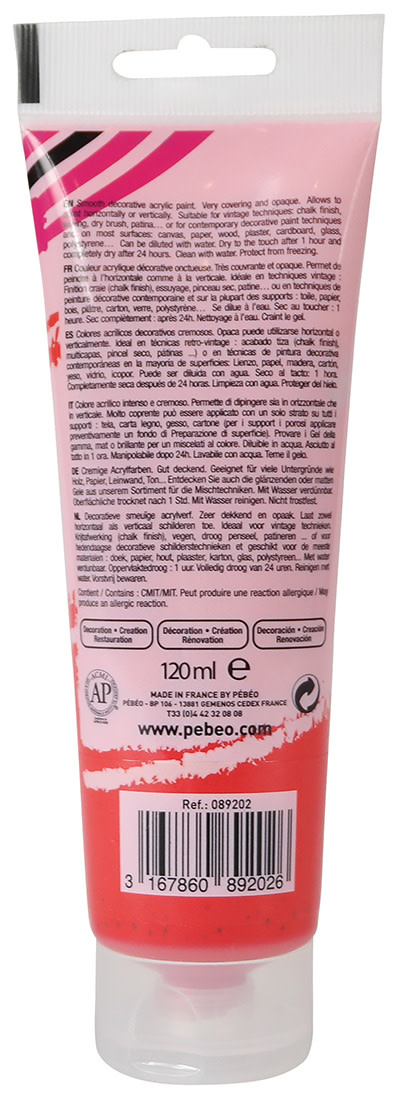 EN Smooth decorative acrylic paint. Very covering and opaque. Allows to
paint horizontally or vertically. Suitable for vintage techniques: chalk finish,
dry brush, patina... or for contemporary decorative paint techniques
and on most surfaces: canvas, paper, wood, plaster, cardboard, glass,
polystyrene... Can be diluted with water. Dry to the touch after 1 hour and
completely dry after 24 hours. Clean with water. Protect from freezing.
FR Couleur acrylique décorative onctueuse. Très couvrante et opaque. Permet de
peindre à l'horizontale comme à la verticale. Idéale en techniques vintage :
Finition craie (chalk finish), essuyage, pinceau sec, patine... ou en techniques de
peinture décorative contemporaine et sur la plupart des supports : toile, papier,
bois, plâtre, carton, verre, polystyrène... Se dilue à l'eau. Sec au toucher : 1
heure. Sec complètement : après 24h. Nettoyage à l'eau. Craint le gel.
ES Colores acrílicos decorativos cremosos. Opaca puede utilizarse horizontal o
verticalmente. Ideal en técnicas retro-vintage : acabado tiza (chalk finish),
multicapas, pincel seco, pátinas ...) o en técnicas de pintura decorativa
contemporáneas en la mayoria de superficies: Lienzo, papel, madera, cartón,
yeso, vidrio, icopor. Puede ser diluida con agua. Seco al tacto: 1 hora.
Completamente seca después de 24 horas. Limpieza con agua. Proteger del hielo.
IT Colore acrilico intenso e cremoso. Permette di dipingere sia in orizzontale che
in verticale. Molto coprente può essere applicato con un solo strato su tutti i
supporti : tela, carta legno, gesso, cartone (per i support i porosi applicare
preventivamente un fondo di Preparazione di superficie). Provare i Gel della
gamma, mat o brillante per un miscelati al colore. Diluibile in acqua. Asciutto al
tatto in 1 ora. Manipolabile dopo 24h. Lavabile con acqua. Teme il gelo.
DE Cremige Acrylfarben. Gut deckend. Geeignet für viele Untergründe wie
Holz, Papier, Leinwand, Ton... Entdecken Sie auch die glänzenden oder matten
Gele aus unserem Sortiment für die Mischtechniken. Mit Wasser verdünnbar.
Oberflächlich trocknet nach 1 Std. Mit Wasser reinigen. Nicht frostfest.
NL Decoratieve smeuïge acrylverf. Zeer dekkend en opaak. Laat zowel
horizontaal als verticaal schilderen toe. Ideaal voor vintage technieken.
Krijtafwerking (chalk finish), vegen, droog penseel, patineren ... of voor
hedendaagse decoratieve schilderstechnieken et geschikt voor de meeste
materialen : doek, papier, hout, plaaster, karton, glas, polystyreen... Met water
verdunbaar. Oppervlaktedroog : 1 uur. Volledig droog van 24 uren. Reinigen met
water. Vorstvrij bewaren.
Contient / Contains : CMIT/MIT. Peut produire une reaction allergique / May
produce an allergic reaction.
Decoration • Creation Décoration • Création Decoración • Creación
Restauration Rénovation Renovación
120ml e
ACMI
AP
MADE IN FRANCE BY PÉBÉO
PÉBÉO - BP 106 - 13881 GEMENOS CEDEX FRANCE
T33 (0)4 42 32 08 08
www.pebeo.com
Ref.: 089202
3 167860 892026